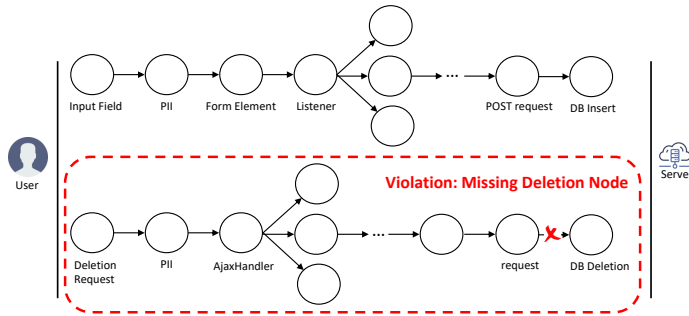 ...
Input Field
PII
Form Element
Listener
POST request
DB Insert
User
Server
Violation: Missing Deletion Node
...
Deletion
Request
PII
AjaxHandler
request
DB Deletion